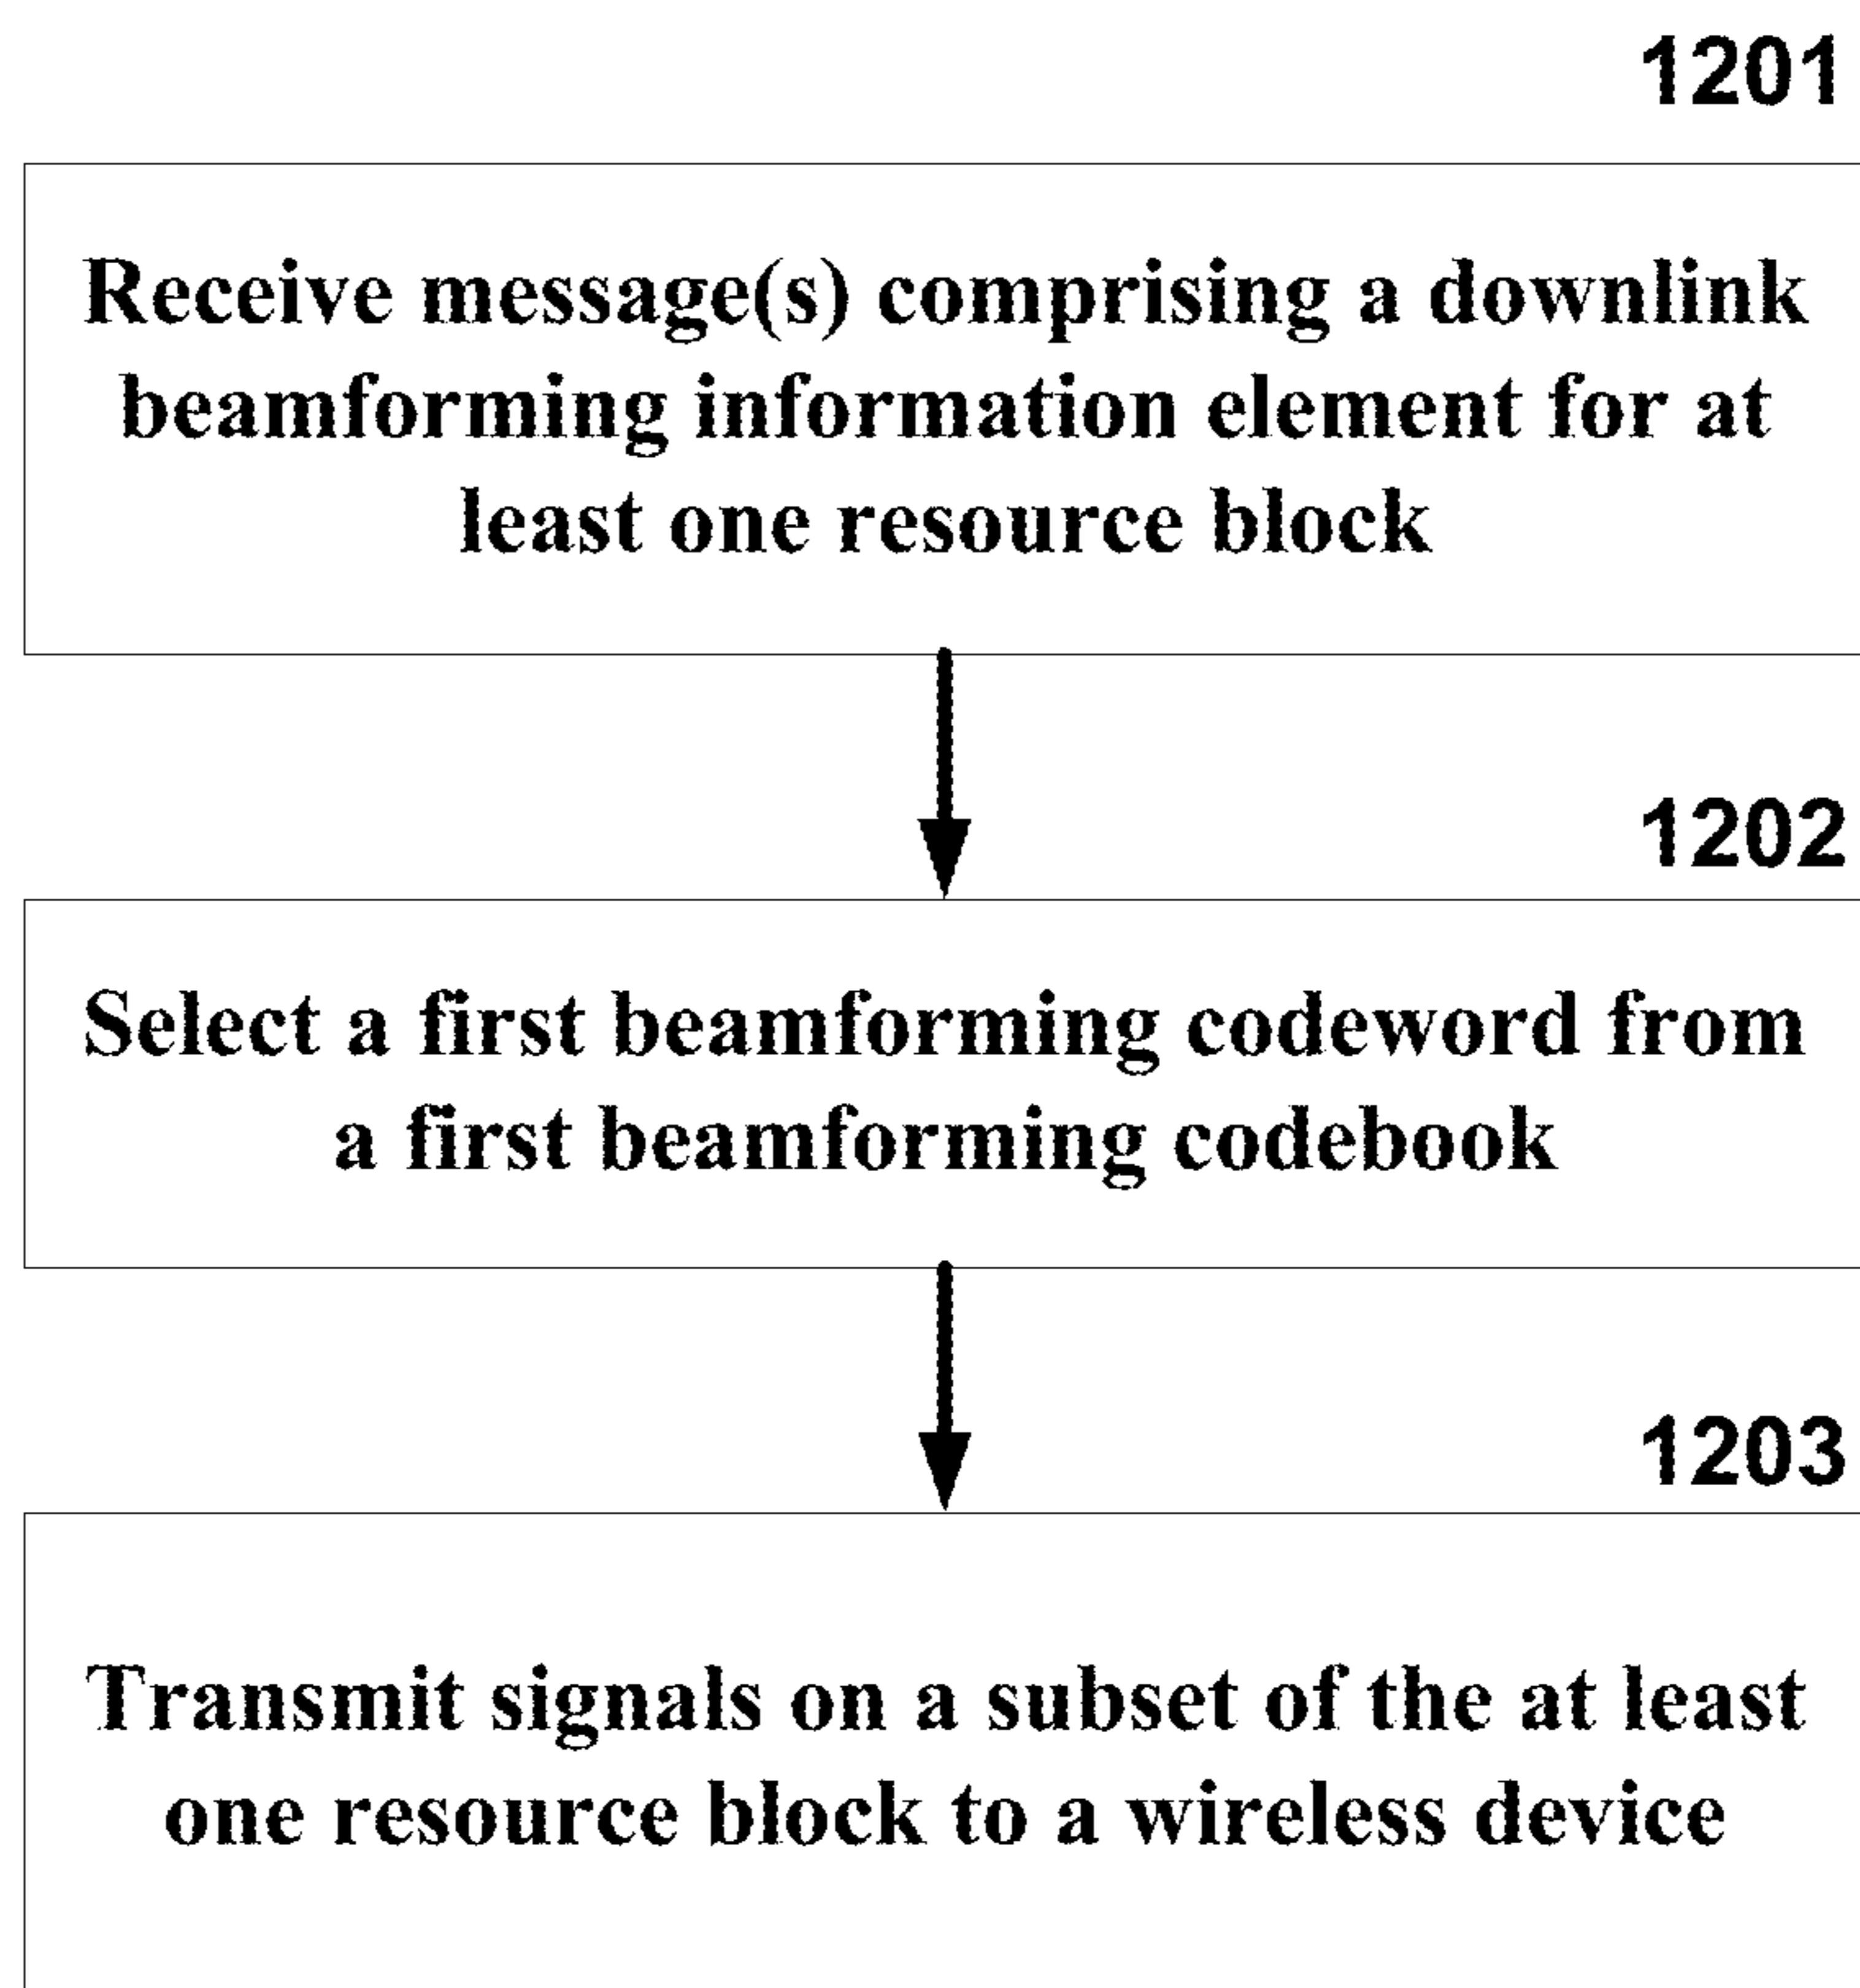 1201
Receive message(s) comprising a downlink
beamforming information element for at
least one resource block
1202
Select a first beamforming codeword from
a first beamforming codebook
1203
Transmit signals on a subset of the at least
one resource block to a wireless device